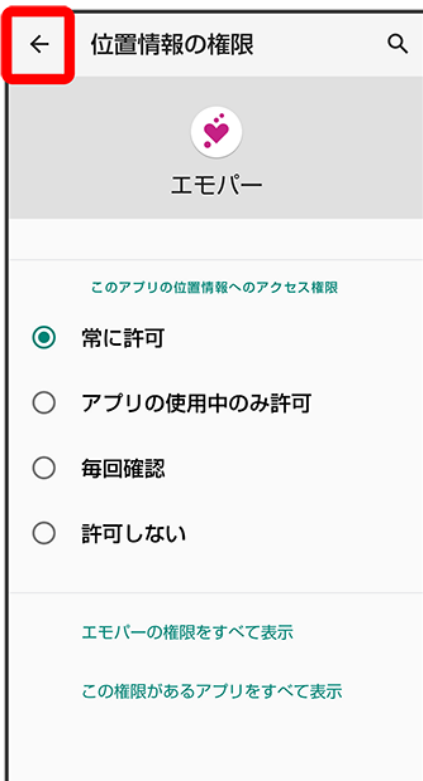 位置情報の権限
エモパー
このアプリの位置情報へのアクセス権限
常に許可
アプリの使用中のみ許可
毎回確認
許可しない
エモパーの権限をすべて表示
この権限があるアプリをすべて表示